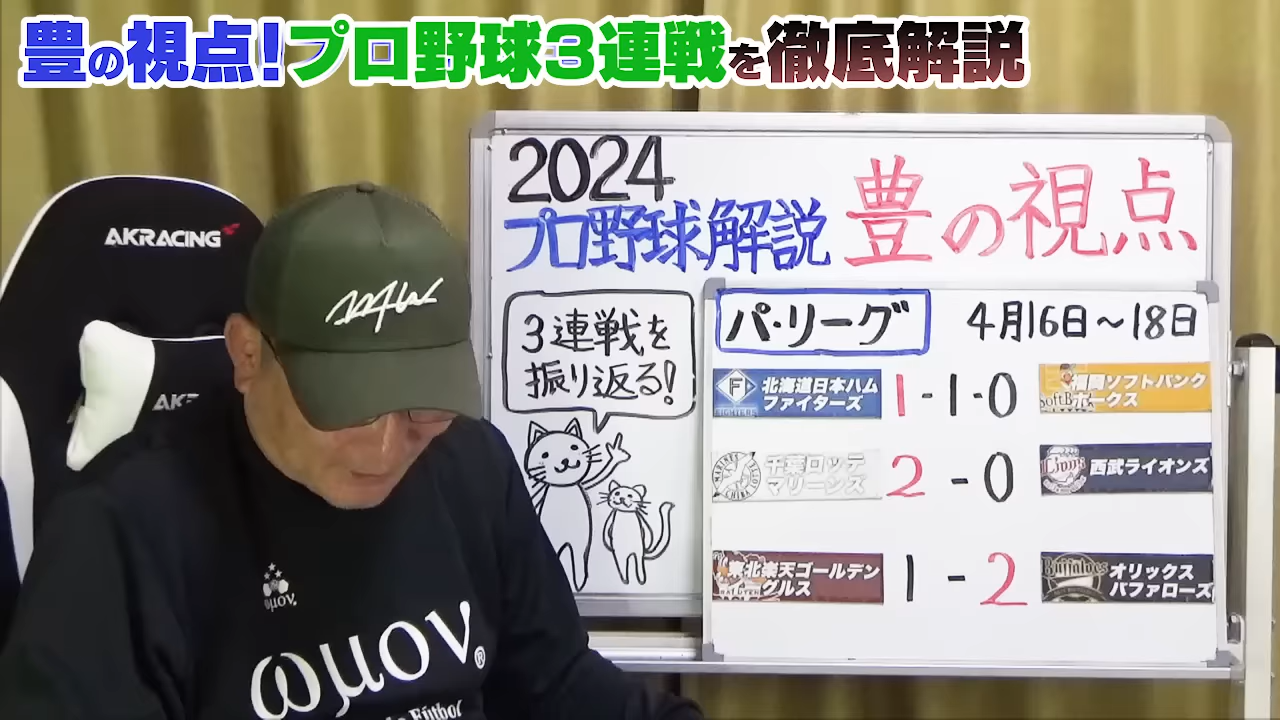 豊の視点!プロ野球3連戦を徹底解説
2024
プロ野球解説 豊の視点
3連戦を
振り返る!
パ・リーグ 4月16日～18日
北海道日本ハム
ファイターズ
FIGHTERS
1-1-0
福岡ソフトバンク
ホークス
千葉ロッテ
マリーンズ
2-0
Lions
西武ライオンズ
東北楽天ゴールデン
グルス
1-2
Buffaloes
オリックス
バファローズ
AKRACING
ωμον.
ωμον®
Fútbol